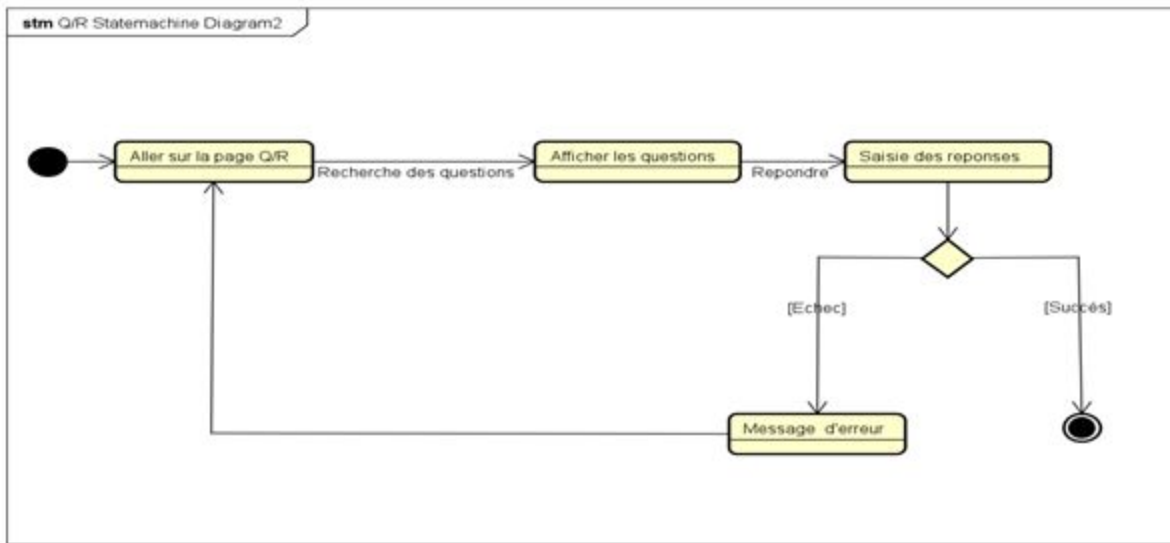 stm Q/R Statemachine Diagram2
Aller sur la page Q/R
Recherche des questions
Afficher les questions
Repondre
Saisie des reponses
[Echec]
[Succés]
Message d'erreur